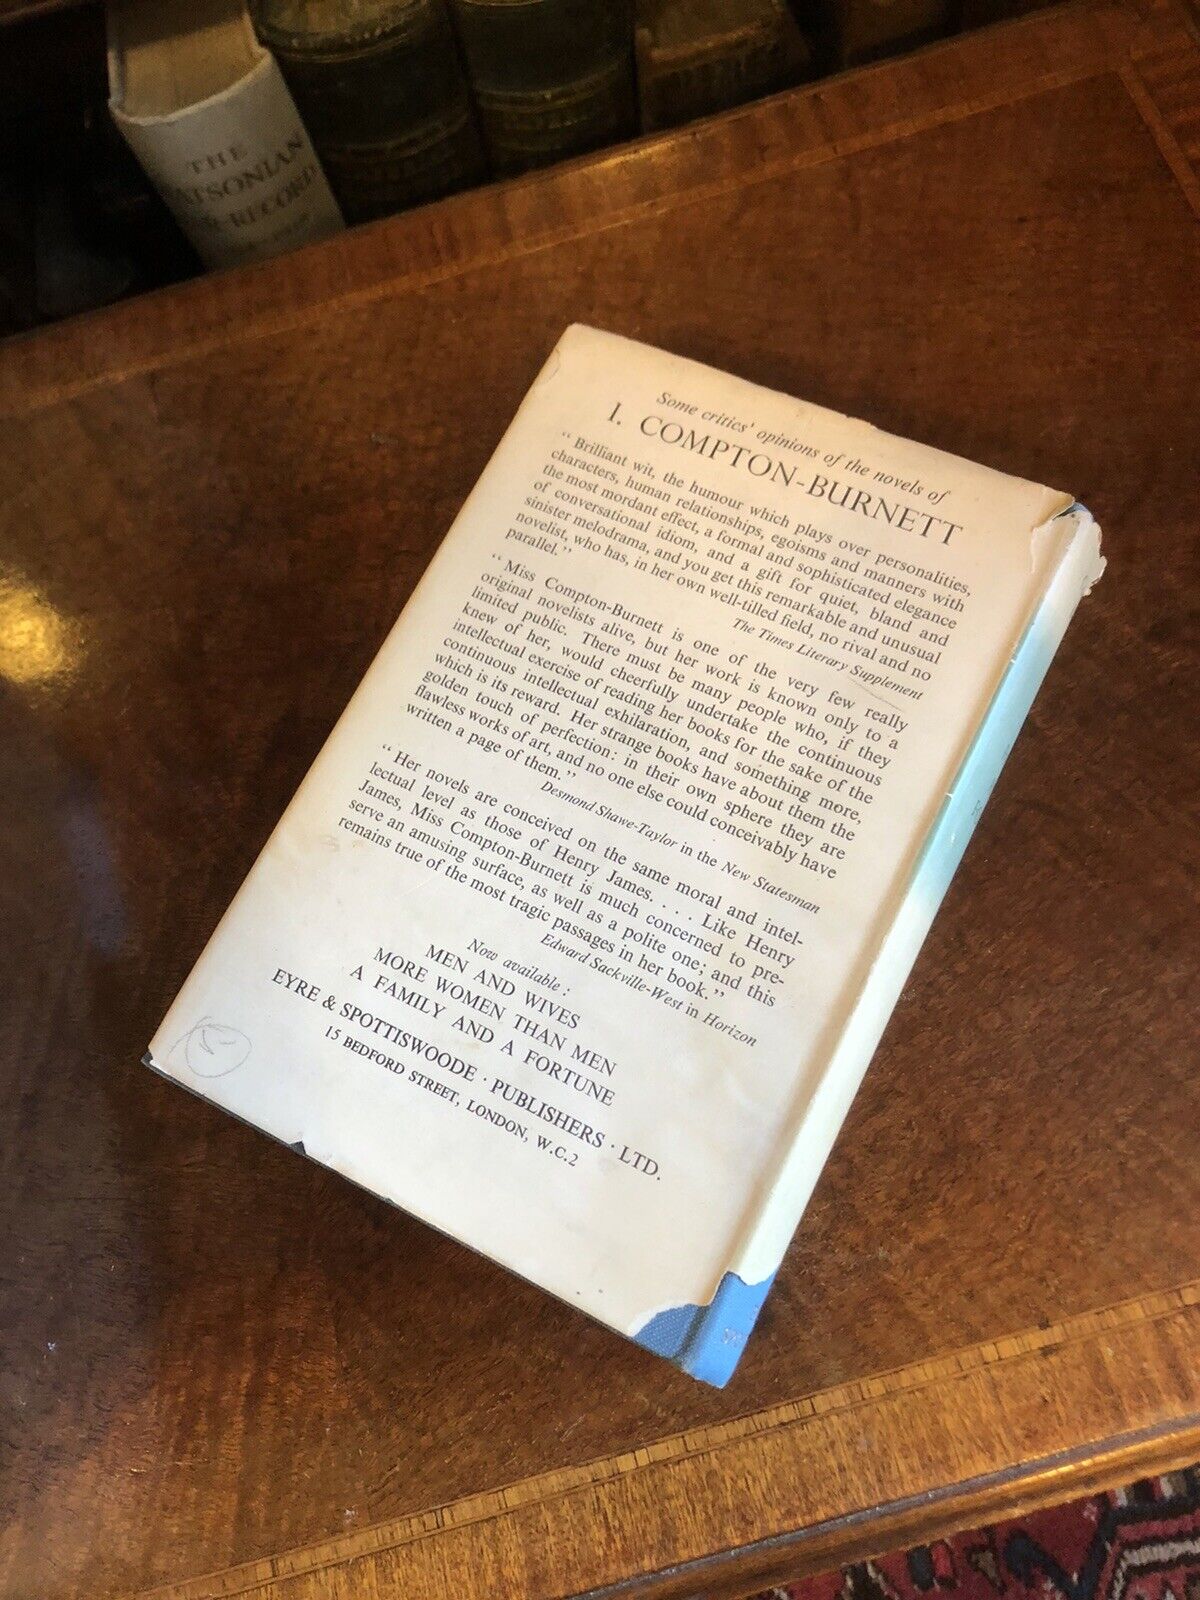 THE
RECORD
Some critics' opinions of the novels of
I. COMPTON-BURNETT
“Brilliant wit, the humour which plays over personalities,
characters, human relationships, egoisms and manners with
the most mordant effect, a formal and sophisticated elegance
of conversational idiom, and a gift for quiet, bland and
sinister melodrama, and you get this remarkable and unusual
novelist, who has, in her own well-tilled field, no rival and no
parallel.”
The Times Literary Supplement
“Miss Compton-Burnett is one of the very few really
original novelists alive, but her work is known only to a
limited public. There must be many people who, if they
knew of her, would cheerfully undertake the continuous
intellectual exercise of reading her books for the sake of the
continuous intellectual exhilaration, and something more,
which is its reward. Her strange books have about them the
golden touch of perfection: in their own sphere they are
flawless works of art, and no one else could conceivably have
written a page of them.”
Desmond Shawe-Taylor in the New Statesman
“Her novels are conceived on the same moral and intel-
lectual level as those of Henry James. . . . Like Henry
James, Miss Compton-Burnett is much concerned to pre-
serve an amusing surface, as well as a polite one; and this
remains true of the most tragic passages in her book.”
Edward Sackville-West in Horizon
Now available:
MEN AND WIVES
MORE WOMEN THAN MEN
A FAMILY AND A FORTUNE
EYRE & SPOTTISWOODE · PUBLISHERS · LTD.
15 BEDFORD STREET, LONDON, W.C.2